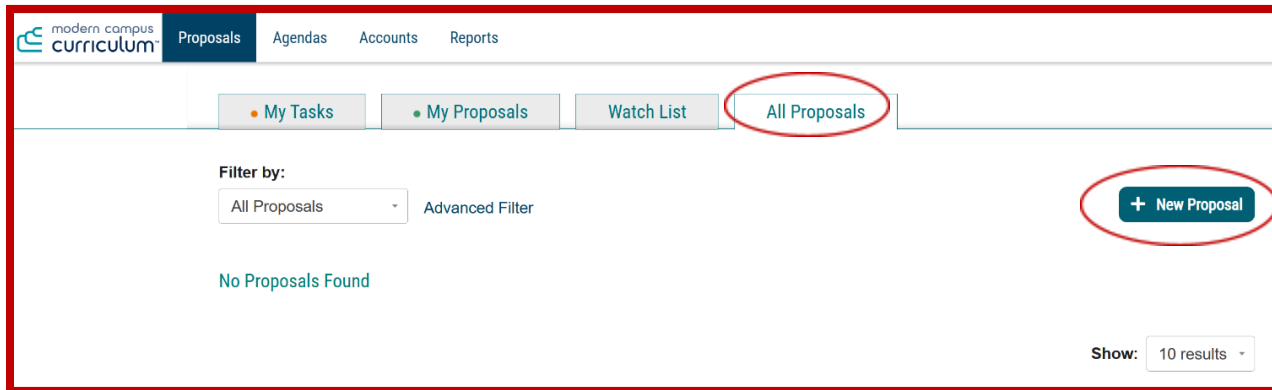 modern campus
curriculum™
Proposals Agendas Accounts Reports
My Tasks My Proposals Watch List All Proposals
Filter by:
All Proposals Advanced Filter + New Proposal
No Proposals Found
Show: 10 results